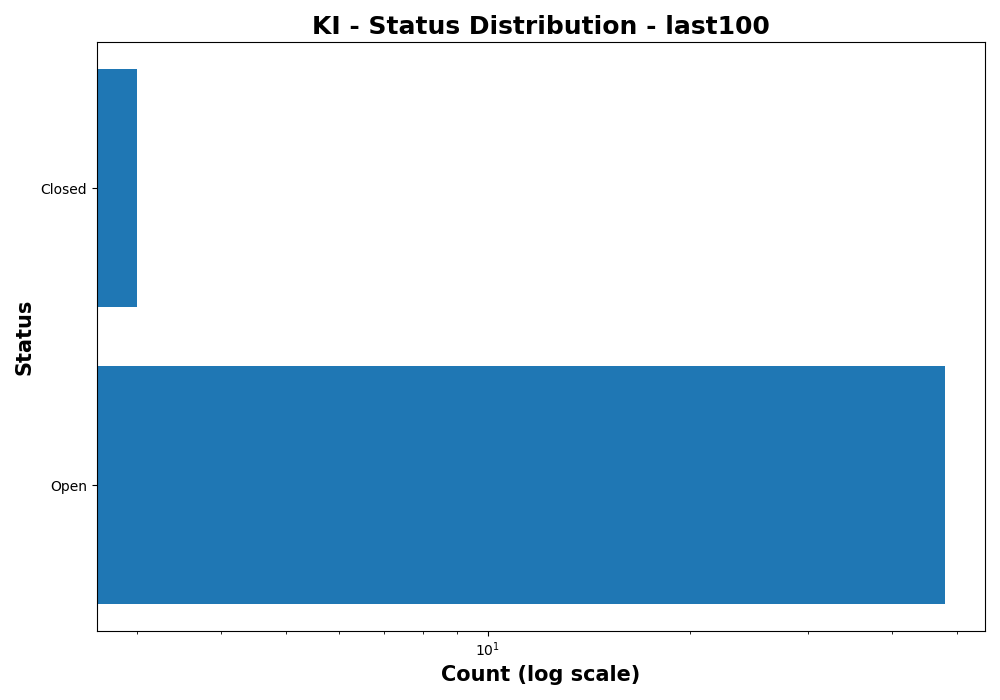 KI - Status Distribution - last100
Status
Closed
Open
10¹
Count (log scale)